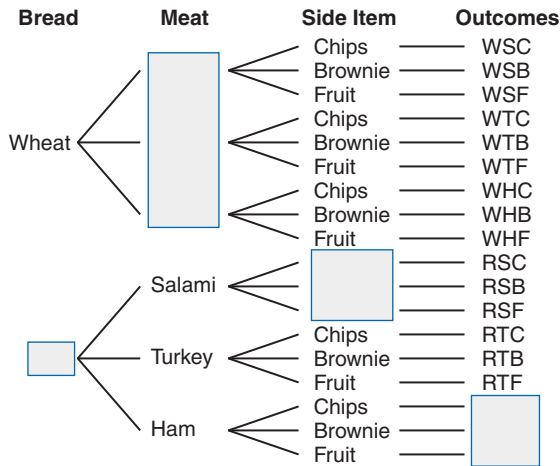 Bread Meat Side Item Outcomes
Chips WSC
Brownie WSB
Fruit WSF
Chips WTC
Wheat Brownie WTB
Fruit WTF
Chips WHC
Brownie WHB
Fruit WHF
RSC
Salami RSB
RSF
Chips RTC
Turkey Brownie RTB
Fruit RTF
Chips
Ham Brownie
Fruit